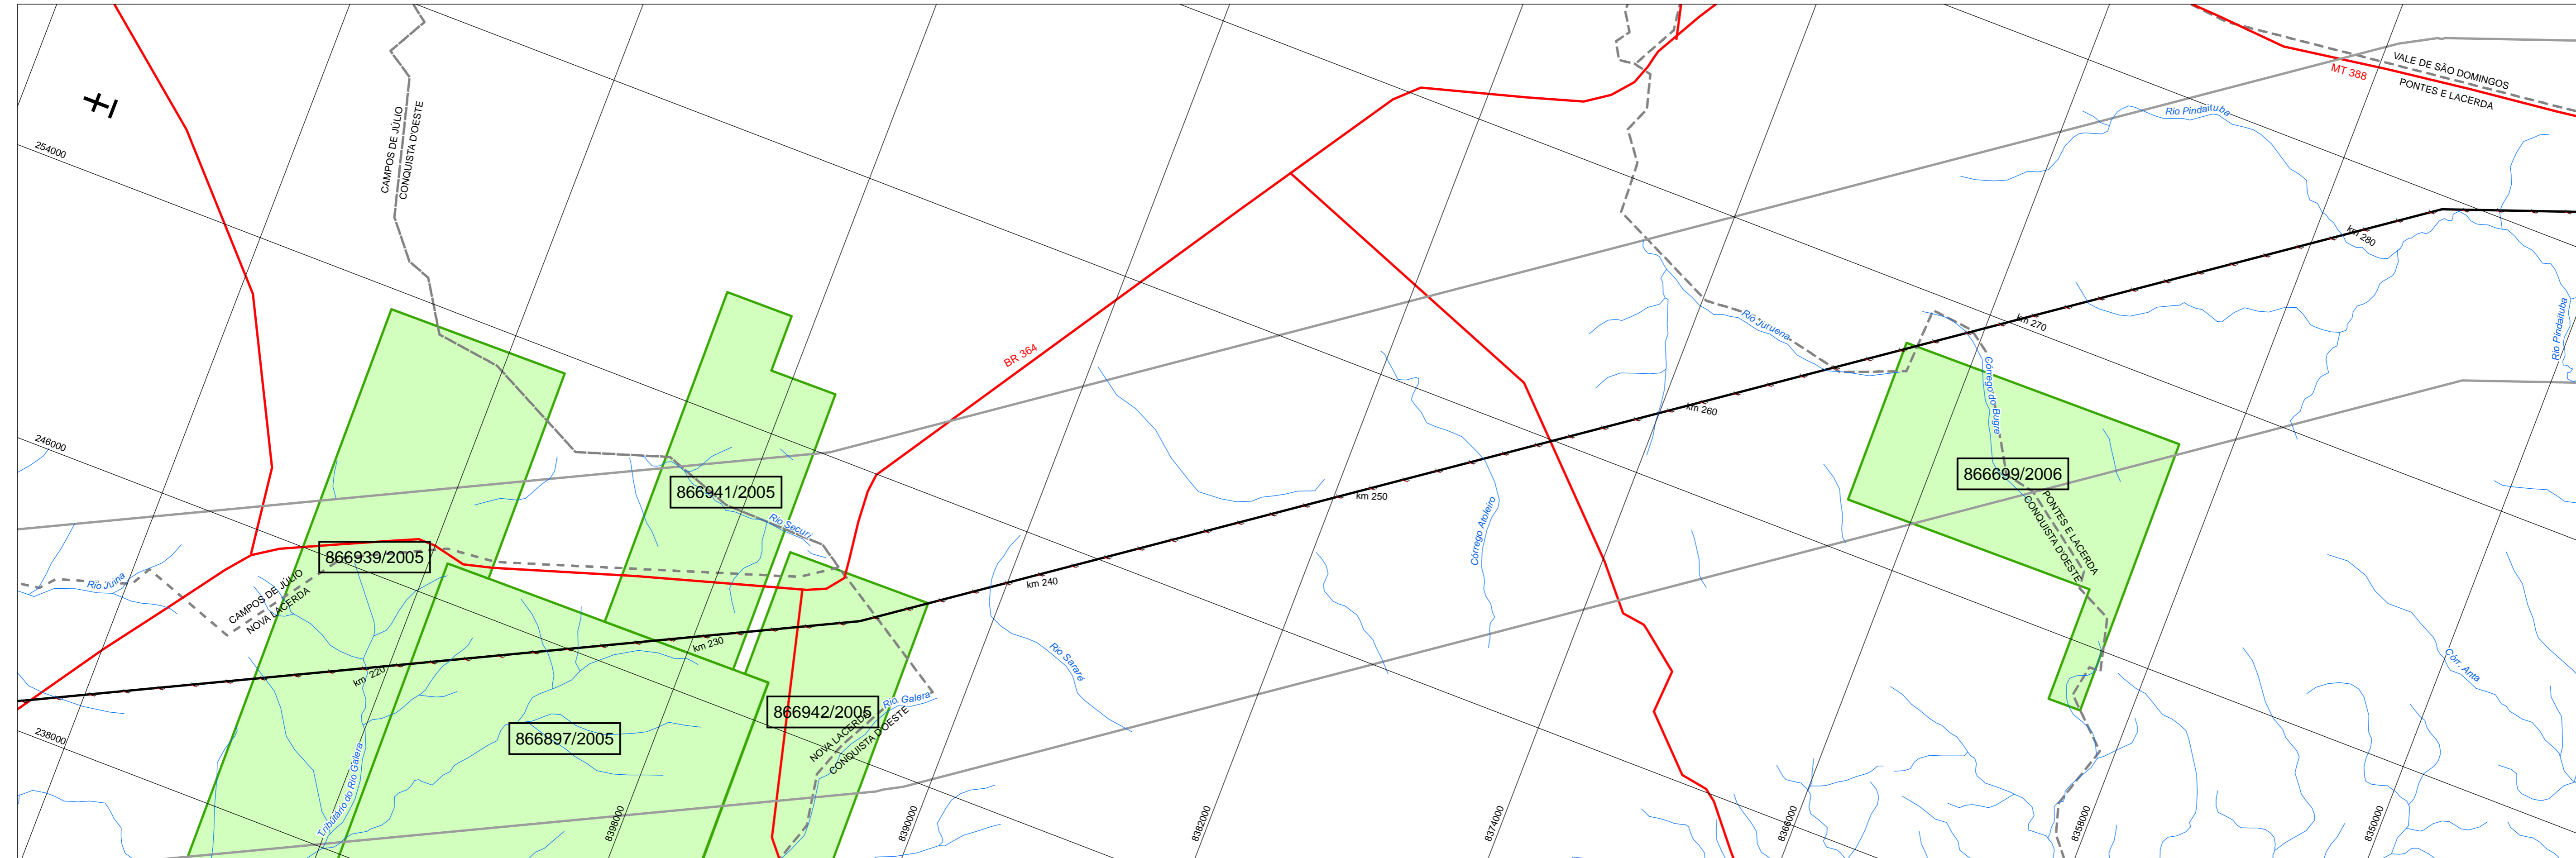 VALE DE SÃO DOMINGOS
MT 388
PONTES E LACERDA
Rio Pindaituba
254000
CAMPOS DE JÚLIO
CONQUISTA D'OESTE
km 280
Rio Juruena
km 270
Rio Pindaituba
BR 364
Córrego do Bugre
km 260
246000
866941/2005
km 250
866699/2006
Rio Securi
Córrego Atoleiro
PONTES E LACERDA
CONQUISTA D'OESTE
866939/2005
Rio Juina
CAMPOS DE JÚLIO
NOVA LACERDA
km 240
km 230
km 220
Rio Sararé
Córr. Anta
Rio Galera
866942/2005
NOVA LACERDA
CONQUISTA D'OESTE
866897/2005
238000
Tributário do Rio Galera
8398000
8390000
8382000
8374000
8366000
8358000
8350000